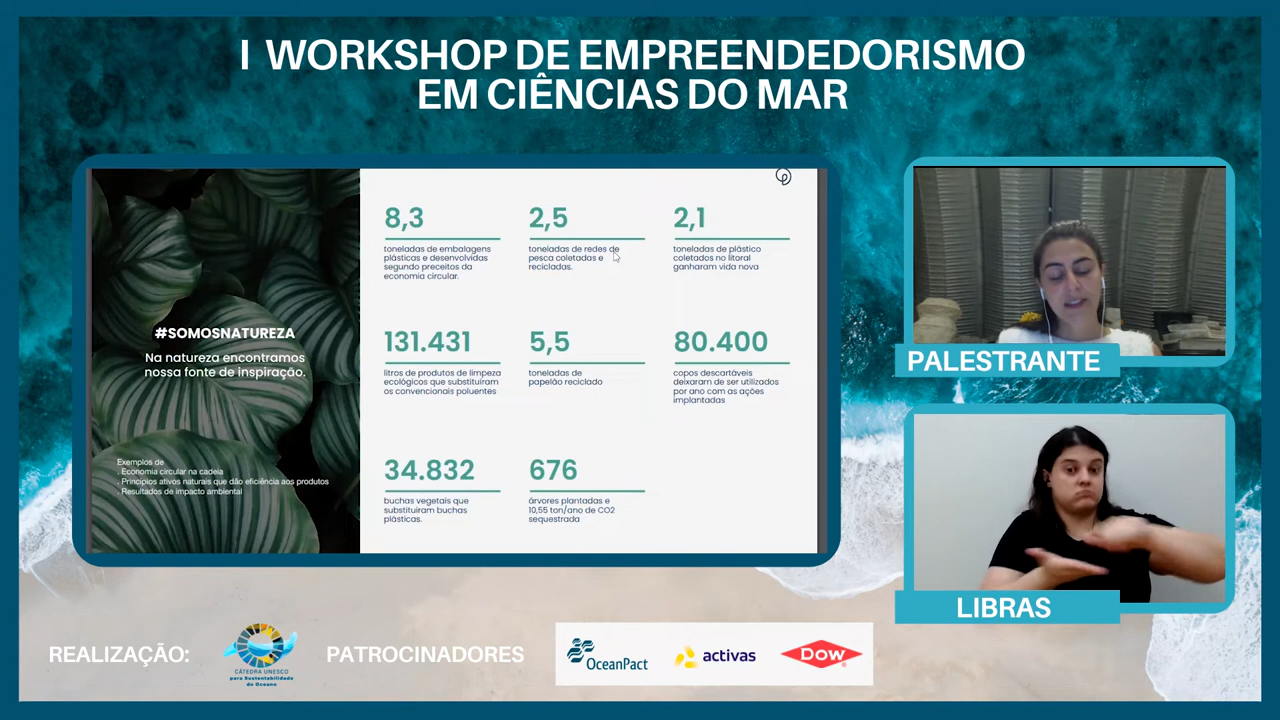 I WORKSHOP DE EMPREENDEDORISMO
EM CIÊNCIAS DO MAR
#SOMOSNATUREZA
Na natureza encontramos
nossa fonte de inspiração.
Exemplos de
. Economia circular na cadeia
. Princípios ativos naturais que dão eficiência aos produtos
. Resultados de impacto ambiental
8,3
toneladas de embalagens
plásticas e desenvolvidas
segundo preceitos da
economia circular.
2,5
toneladas de redes de
pesca coletadas e
recicladas.
2,1
toneladas de plástico
coletados no litoral
ganharam vida nova
131.431
litros de produtos de limpeza
ecológicos que substituíram
os convencionais poluentes
5,5
toneladas de
papelão reciclado
80.400
copos descartáveis
deixaram de ser utilizados
por ano com as ações
implantadas
34.832
buchas vegetais que
substituíram buchas
plásticas.
676
árvores plantadas e
10,55 ton/ano de CO2
sequestrada
PALESTRANTE
LIBRAS
REALIZAÇÃO:
CÁTEDRA UNESCO
para Sustentabilidade
do Oceano
PATROCINADORES
OceanPact
activas
Dow